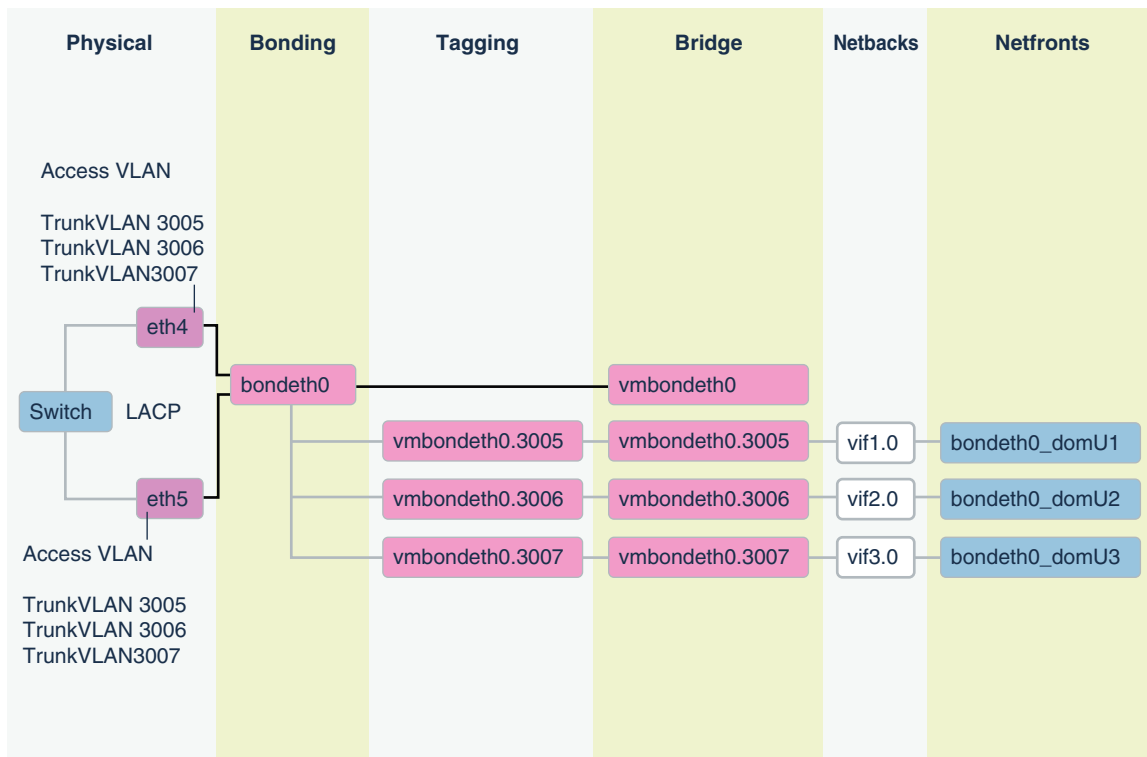 Physical
Bonding
Tagging
Bridge
Netbacks
Netfronts
Access VLAN
TrunkVLAN 3005
TrunkVLAN 3006
TrunkVLAN3007
eth4
bondeth0
vmbondeth0
Switch
LACP
vmbondeth0.3005
vmbondeth0.3005
vif1.0
bondeth0_domU1
eth5
vmbondeth0.3006
vmbondeth0.3006
vif2.0
bondeth0_domU2
Access VLAN
vmbondeth0.3007
vmbondeth0.3007
vif3.0
bondeth0_domU3
TrunkVLAN 3005
TrunkVLAN 3006
TrunkVLAN3007